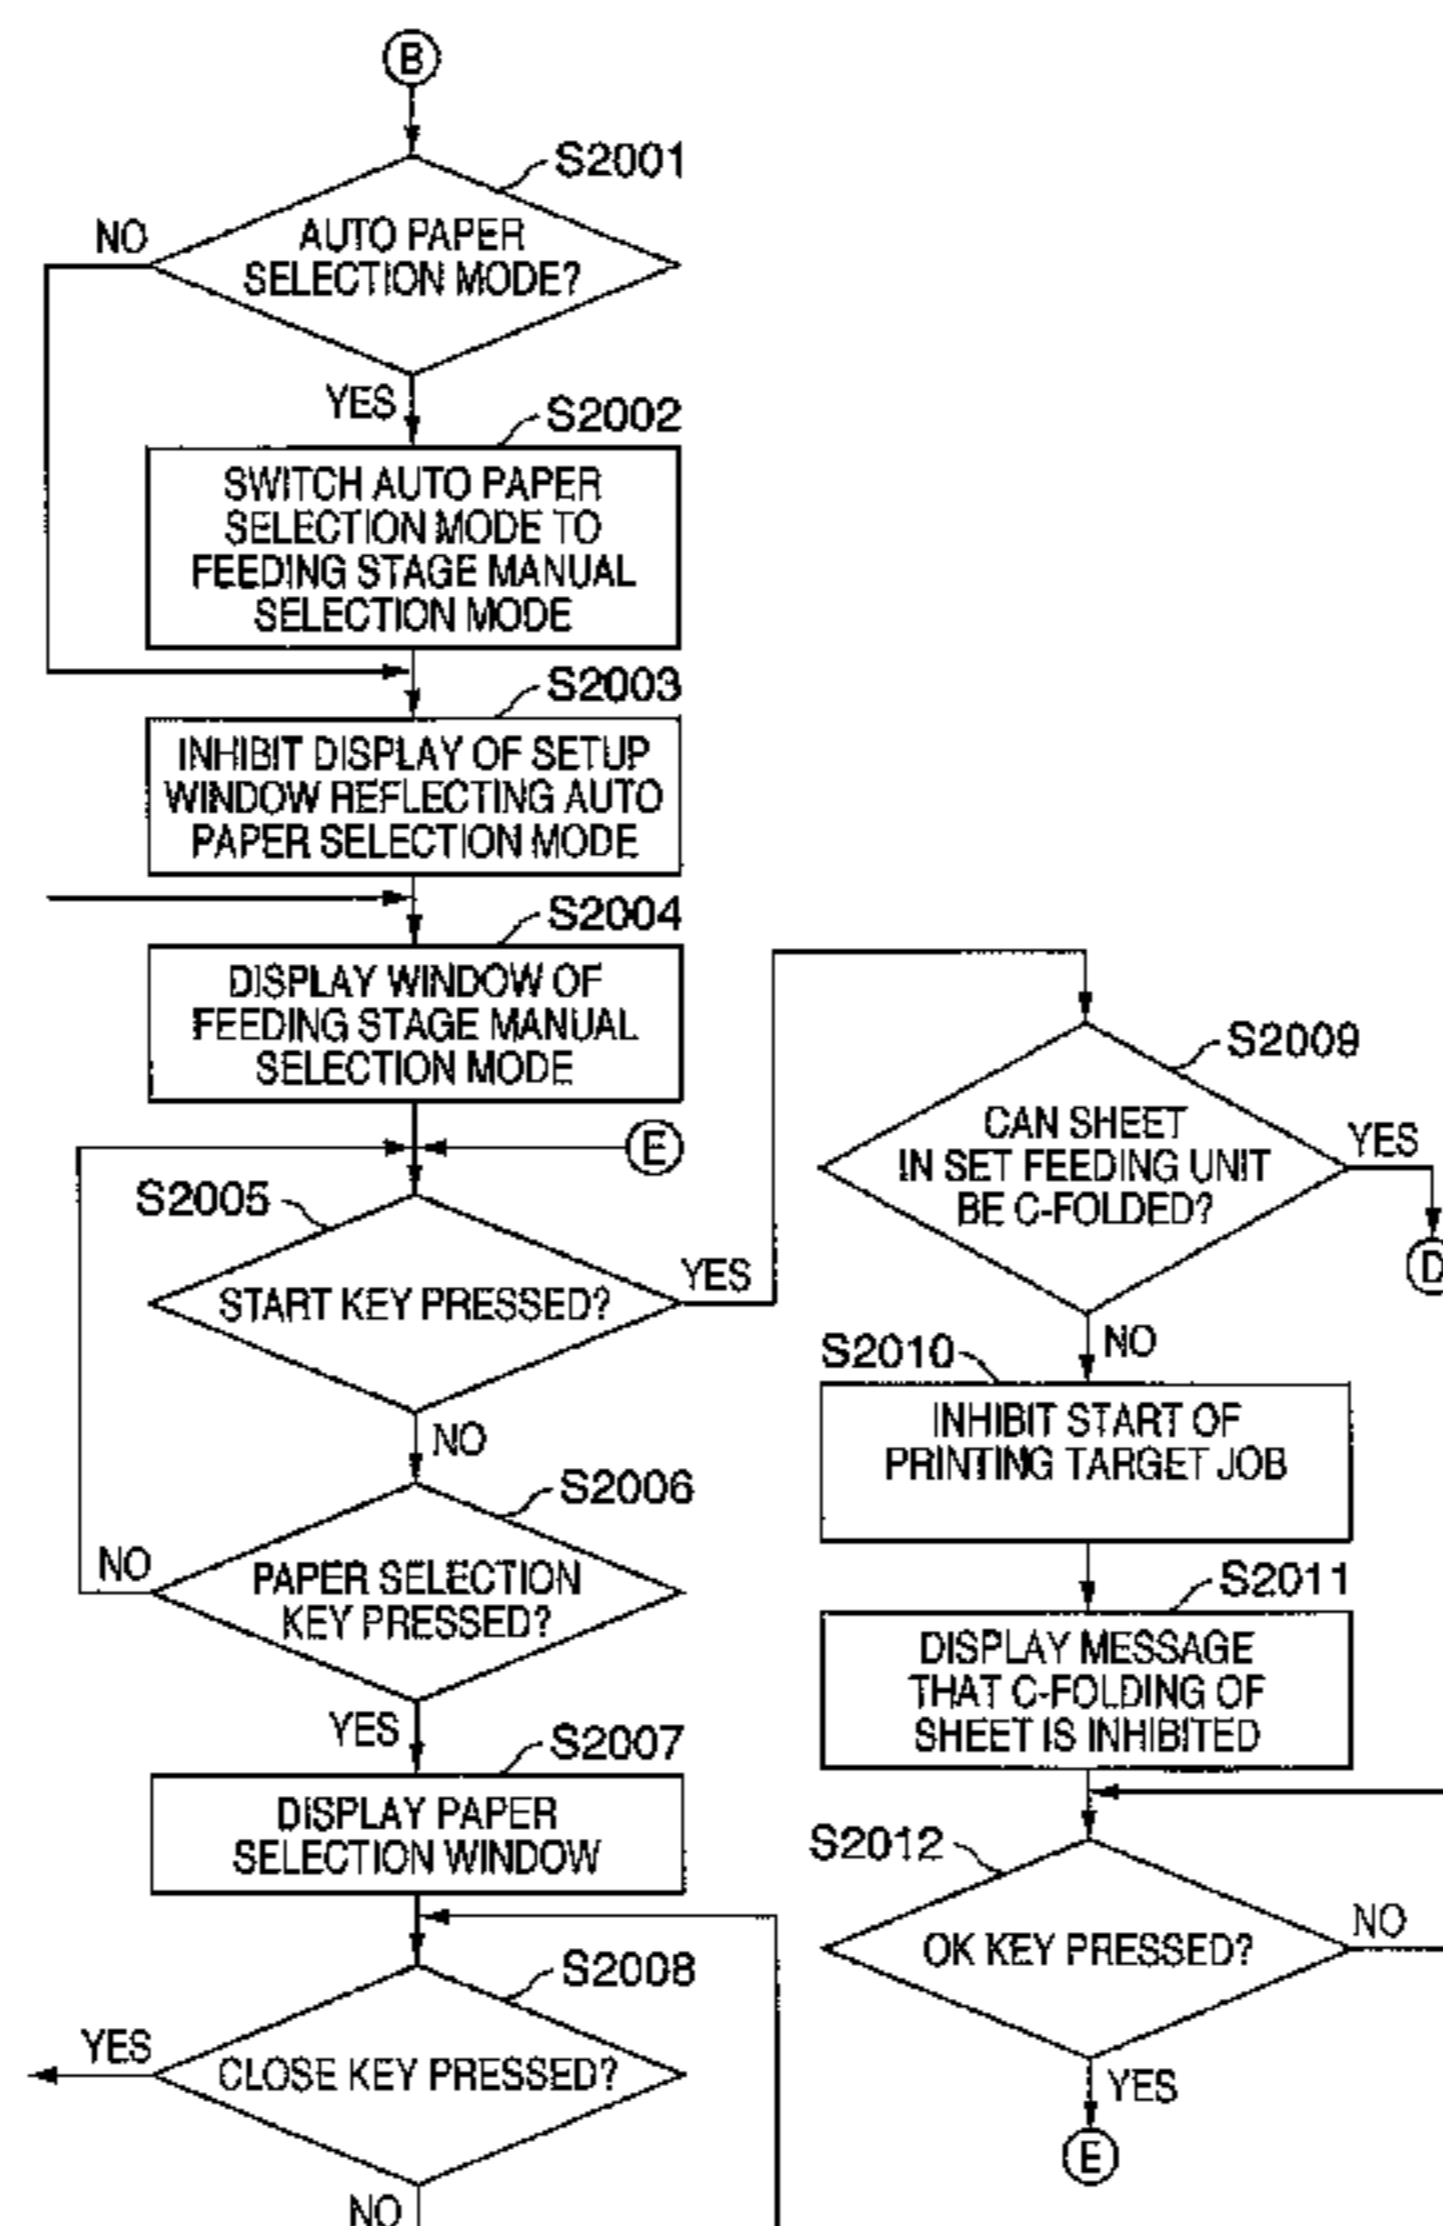 B
S2001
NO
AUTO PAPER
SELECTION MODE?
YES
S2002
SWITCH AUTO PAPER
SELECTION MODE TO
FEEDING STAGE MANUAL
SELECTION MODE
S2003
INHIBIT DISPLAY OF SETUP
WINDOW REFLECTING AUTO
PAPER SELECTION MODE
S2004
DISPLAY WINDOW OF
FEEDING STAGE MANUAL
SELECTION MODE
E
S2005
START KEY PRESSED?
YES
NO
S2006
NO
PAPER SELECTION
KEY PRESSED?
YES
S2007
DISPLAY PAPER
SELECTION WINDOW
S2008
YES
CLOSE KEY PRESSED?
NO
S2009
CAN SHEET
IN SET FEEDING UNIT
BE C-FOLDED?
YES
D
NO
S2010
INHIBIT START OF
PRINTING TARGET JOB
S2011
DISPLAY MESSAGE
THAT C-FOLDING OF
SHEET IS INHIBITED
S2012
OK KEY PRESSED?
NO
YES
E